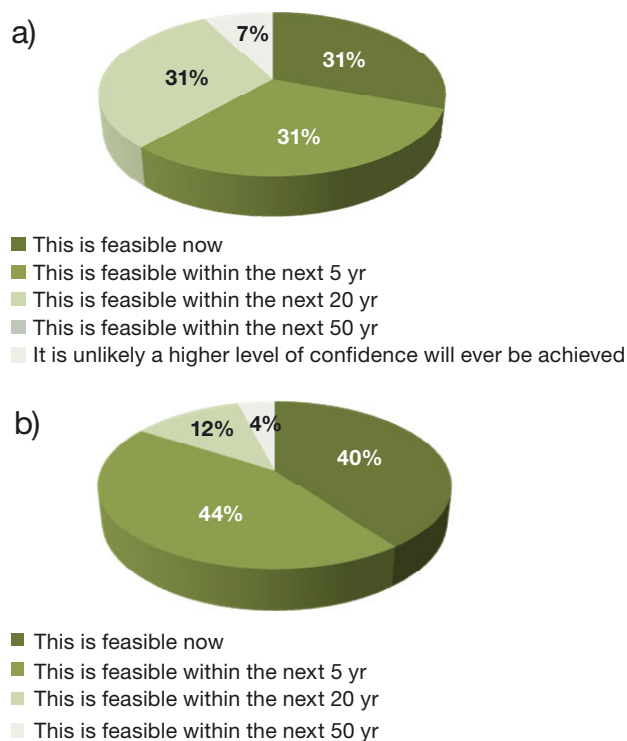 a)
7%
31%
31%
31%
This is feasible now
This is feasible within the next 5 yr
This is feasible within the next 20 yr
This is feasible within the next 50 yr
It is unlikely a higher level of confidence will ever be achieved
b)
4%
12%
40%
44%
This is feasible now
This is feasible within the next 5 yr
This is feasible within the next 20 yr
This is feasible within the next 50 yr